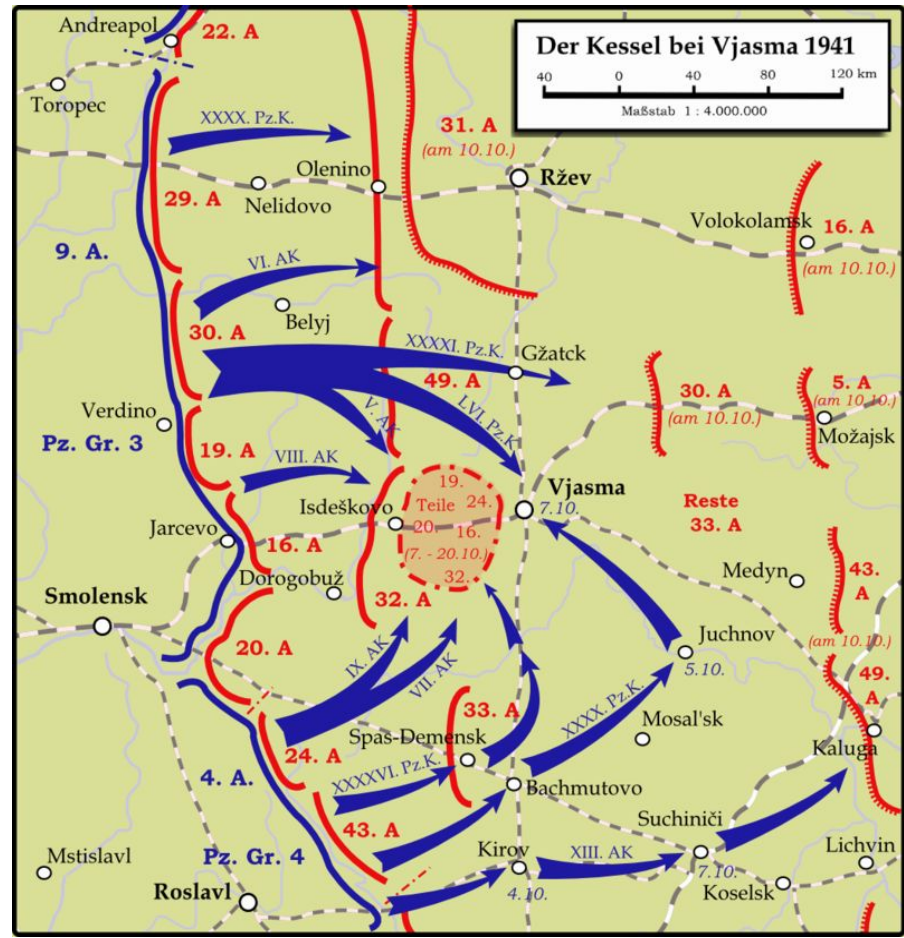 Der Kessel bei Vjasma 1941
40 0 40 80 120 km
Maßstab 1 : 4.000.000
Andreapol
22. A
Toropec
XXXX. Pz.K.
31. A
(am 10.10.)
Olenino
Ržev
29. A
Nelidovo
Volokolamsk
16. A
(am 10.10.)
9. A.
VI. AK
Belyj
30. A
XXXXI. Pz.K.
Gžatck
49. A
30. A
(am 10.10.)
5. A
(am 10.10.)
Možajsk
Verdino
V. AK
LVI. Pz.K.
Pz. Gr. 3
19. A
VIII. AK
Isdeškovo
19.
Teile
24.
20.
16.
(7. - 20.10.)
32.
Vjasma
7.10.
Reste
33. A
Jarcevo
16. A
Dorogobuž
32. A
Medyn
43.
A
(am 10.10.)
Smolensk
20. A
IX. AK
VII. AK
Juchnov
5.10.
49.
A
33. A
XXXX. Pz.K.
Mosal'sk
Kaluga
Spas-Demensk
24. A
4. A.
XXXXVI. Pz.K.
Bachmutovo
43. A
Suchiniči
7.10.
Mstislavl
Pz. Gr. 4
Kirov
4.10.
XIII. AK
Lichvin
Koselsk
Roslavl